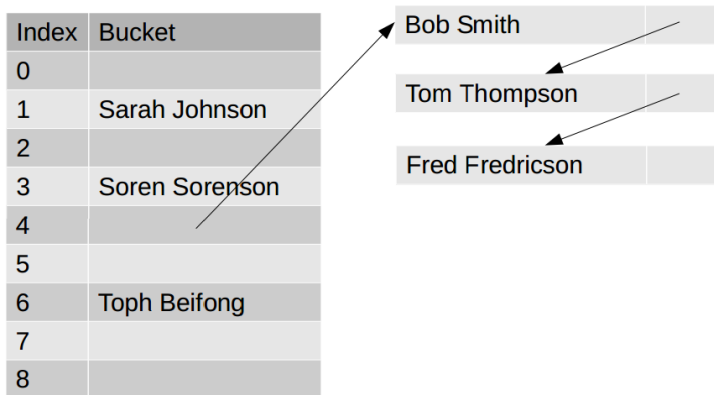 Index Bucket
0
1 Sarah Johnson
2
3 Soren Sorenson
4
5
6 Toph Beifong
7
8
Bob Smith
Tom Thompson
Fred Fredricson